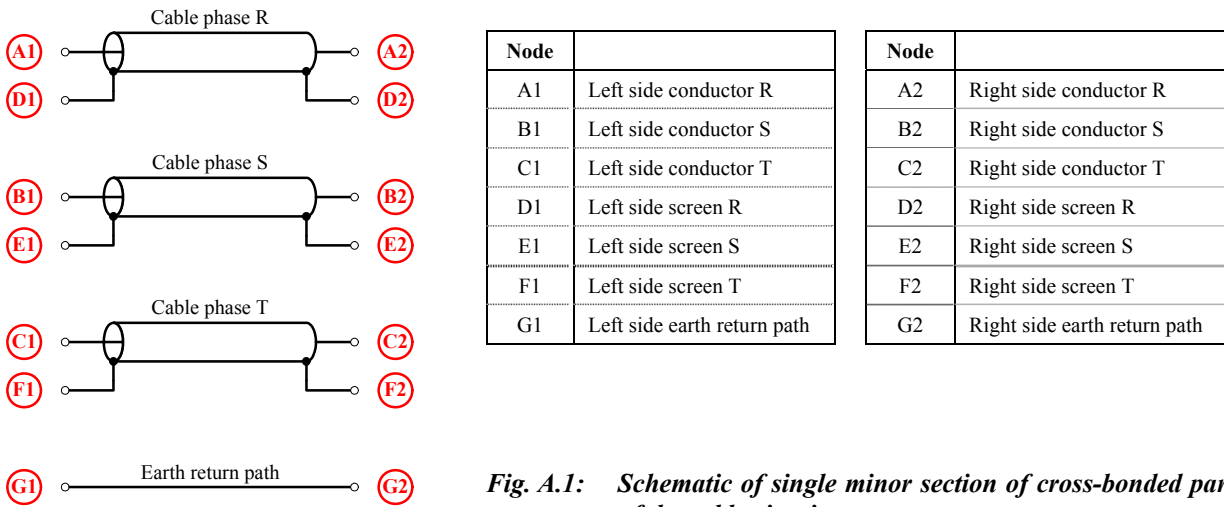 Cable phase R
A1
A2
D1
D2
Cable phase S
B1
B2
E1
E2
Cable phase T
C1
C2
F1
F2
Earth return path
G1
G2
Node
A1 Left side conductor R
B1 Left side conductor S
C1 Left side conductor T
D1 Left side screen R
E1 Left side screen S
F1 Left side screen T
G1 Left side earth return path
Node
A2 Right side conductor R
B2 Right side conductor S
C2 Right side conductor T
D2 Right side screen R
E2 Right side screen S
F2 Right side screen T
G2 Right side earth return path
Fig. A.1: Schematic of single minor section of cross-bonded par